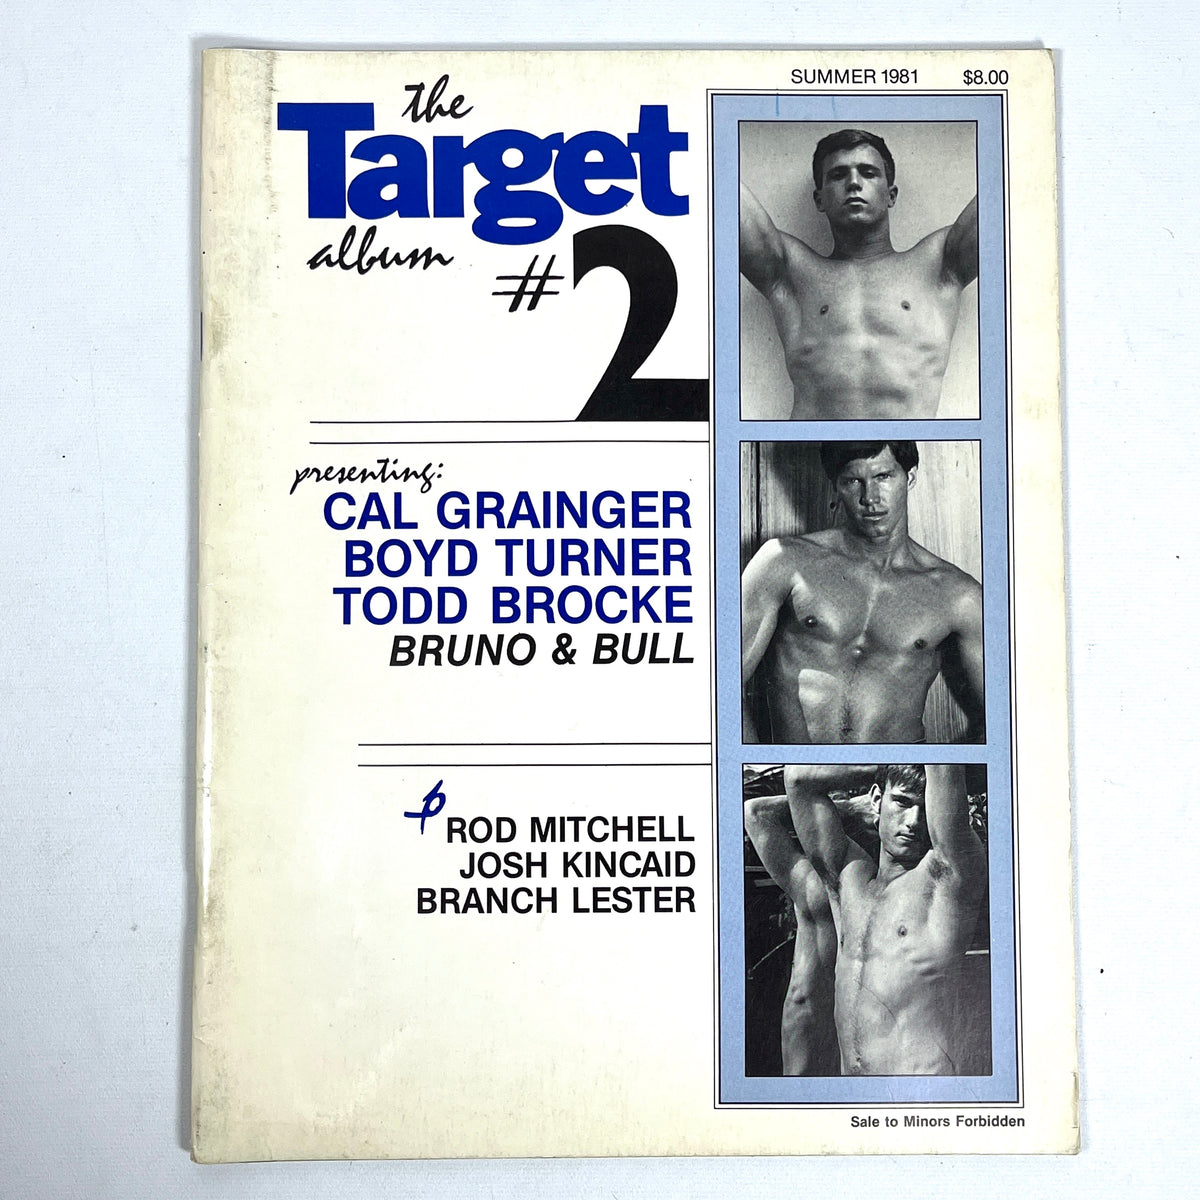 SUMMER 1981 $8.00
the
Target
album
#2
presenting:
CAL GRAINGER
BOYD TURNER
TODD BROCKE
BRUNO & BULL
ROD MITCHELL
JOSH KINCAID
BRANCH LESTER
Sale to Minors Forbidden